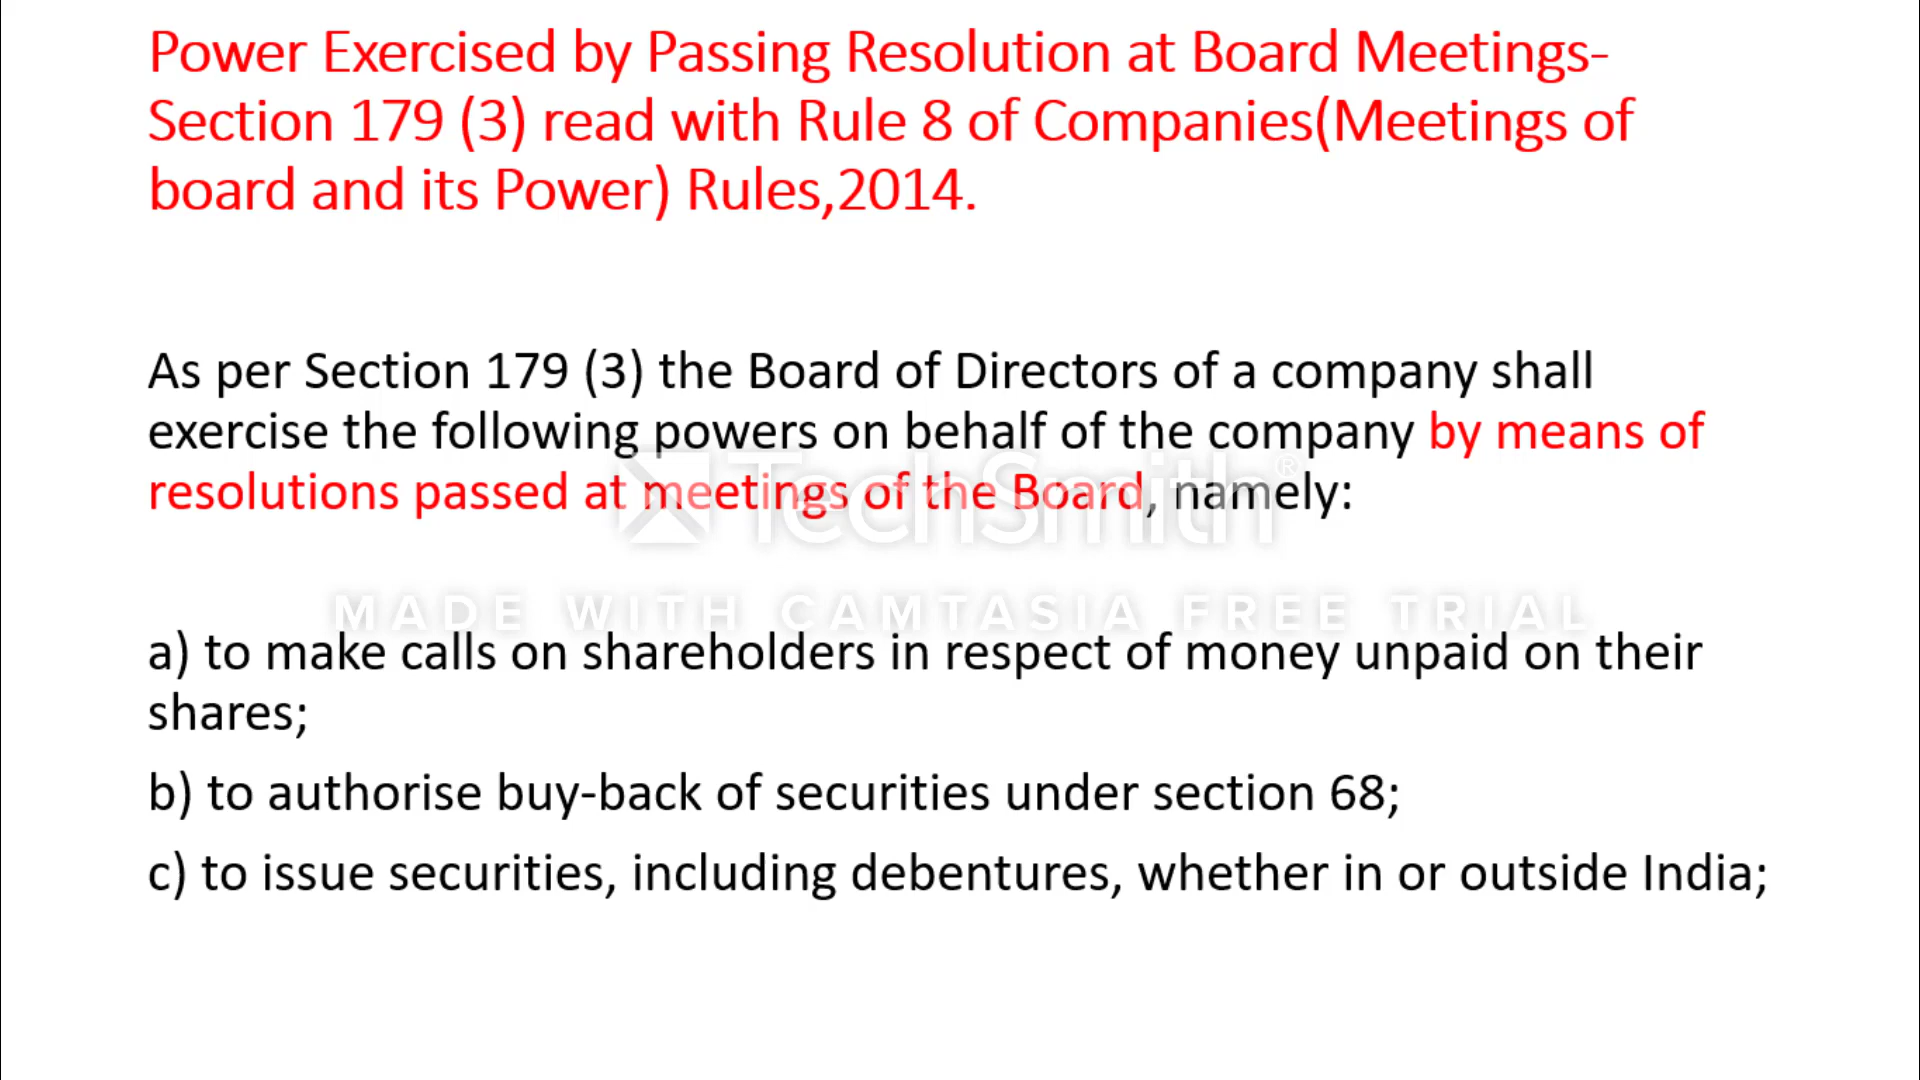 Power Exercised by Passing Resolution at Board Meetings-
Section 179 (3) read with Rule 8 of Companies(Meetings of
board and its Power) Rules,2014.
As per Section 179 (3) the Board of Directors of a company shall
exercise the following powers on behalf of the company by means of
resolutions passed at meetings of the Board, namely:
TechSmith®
MADE WITH CAMTASIA FREE TRIAL
a) to make calls on shareholders in respect of money unpaid on their
shares;
b) to authorise buy-back of securities under section 68;
c) to issue securities, including debentures, whether in or outside India;